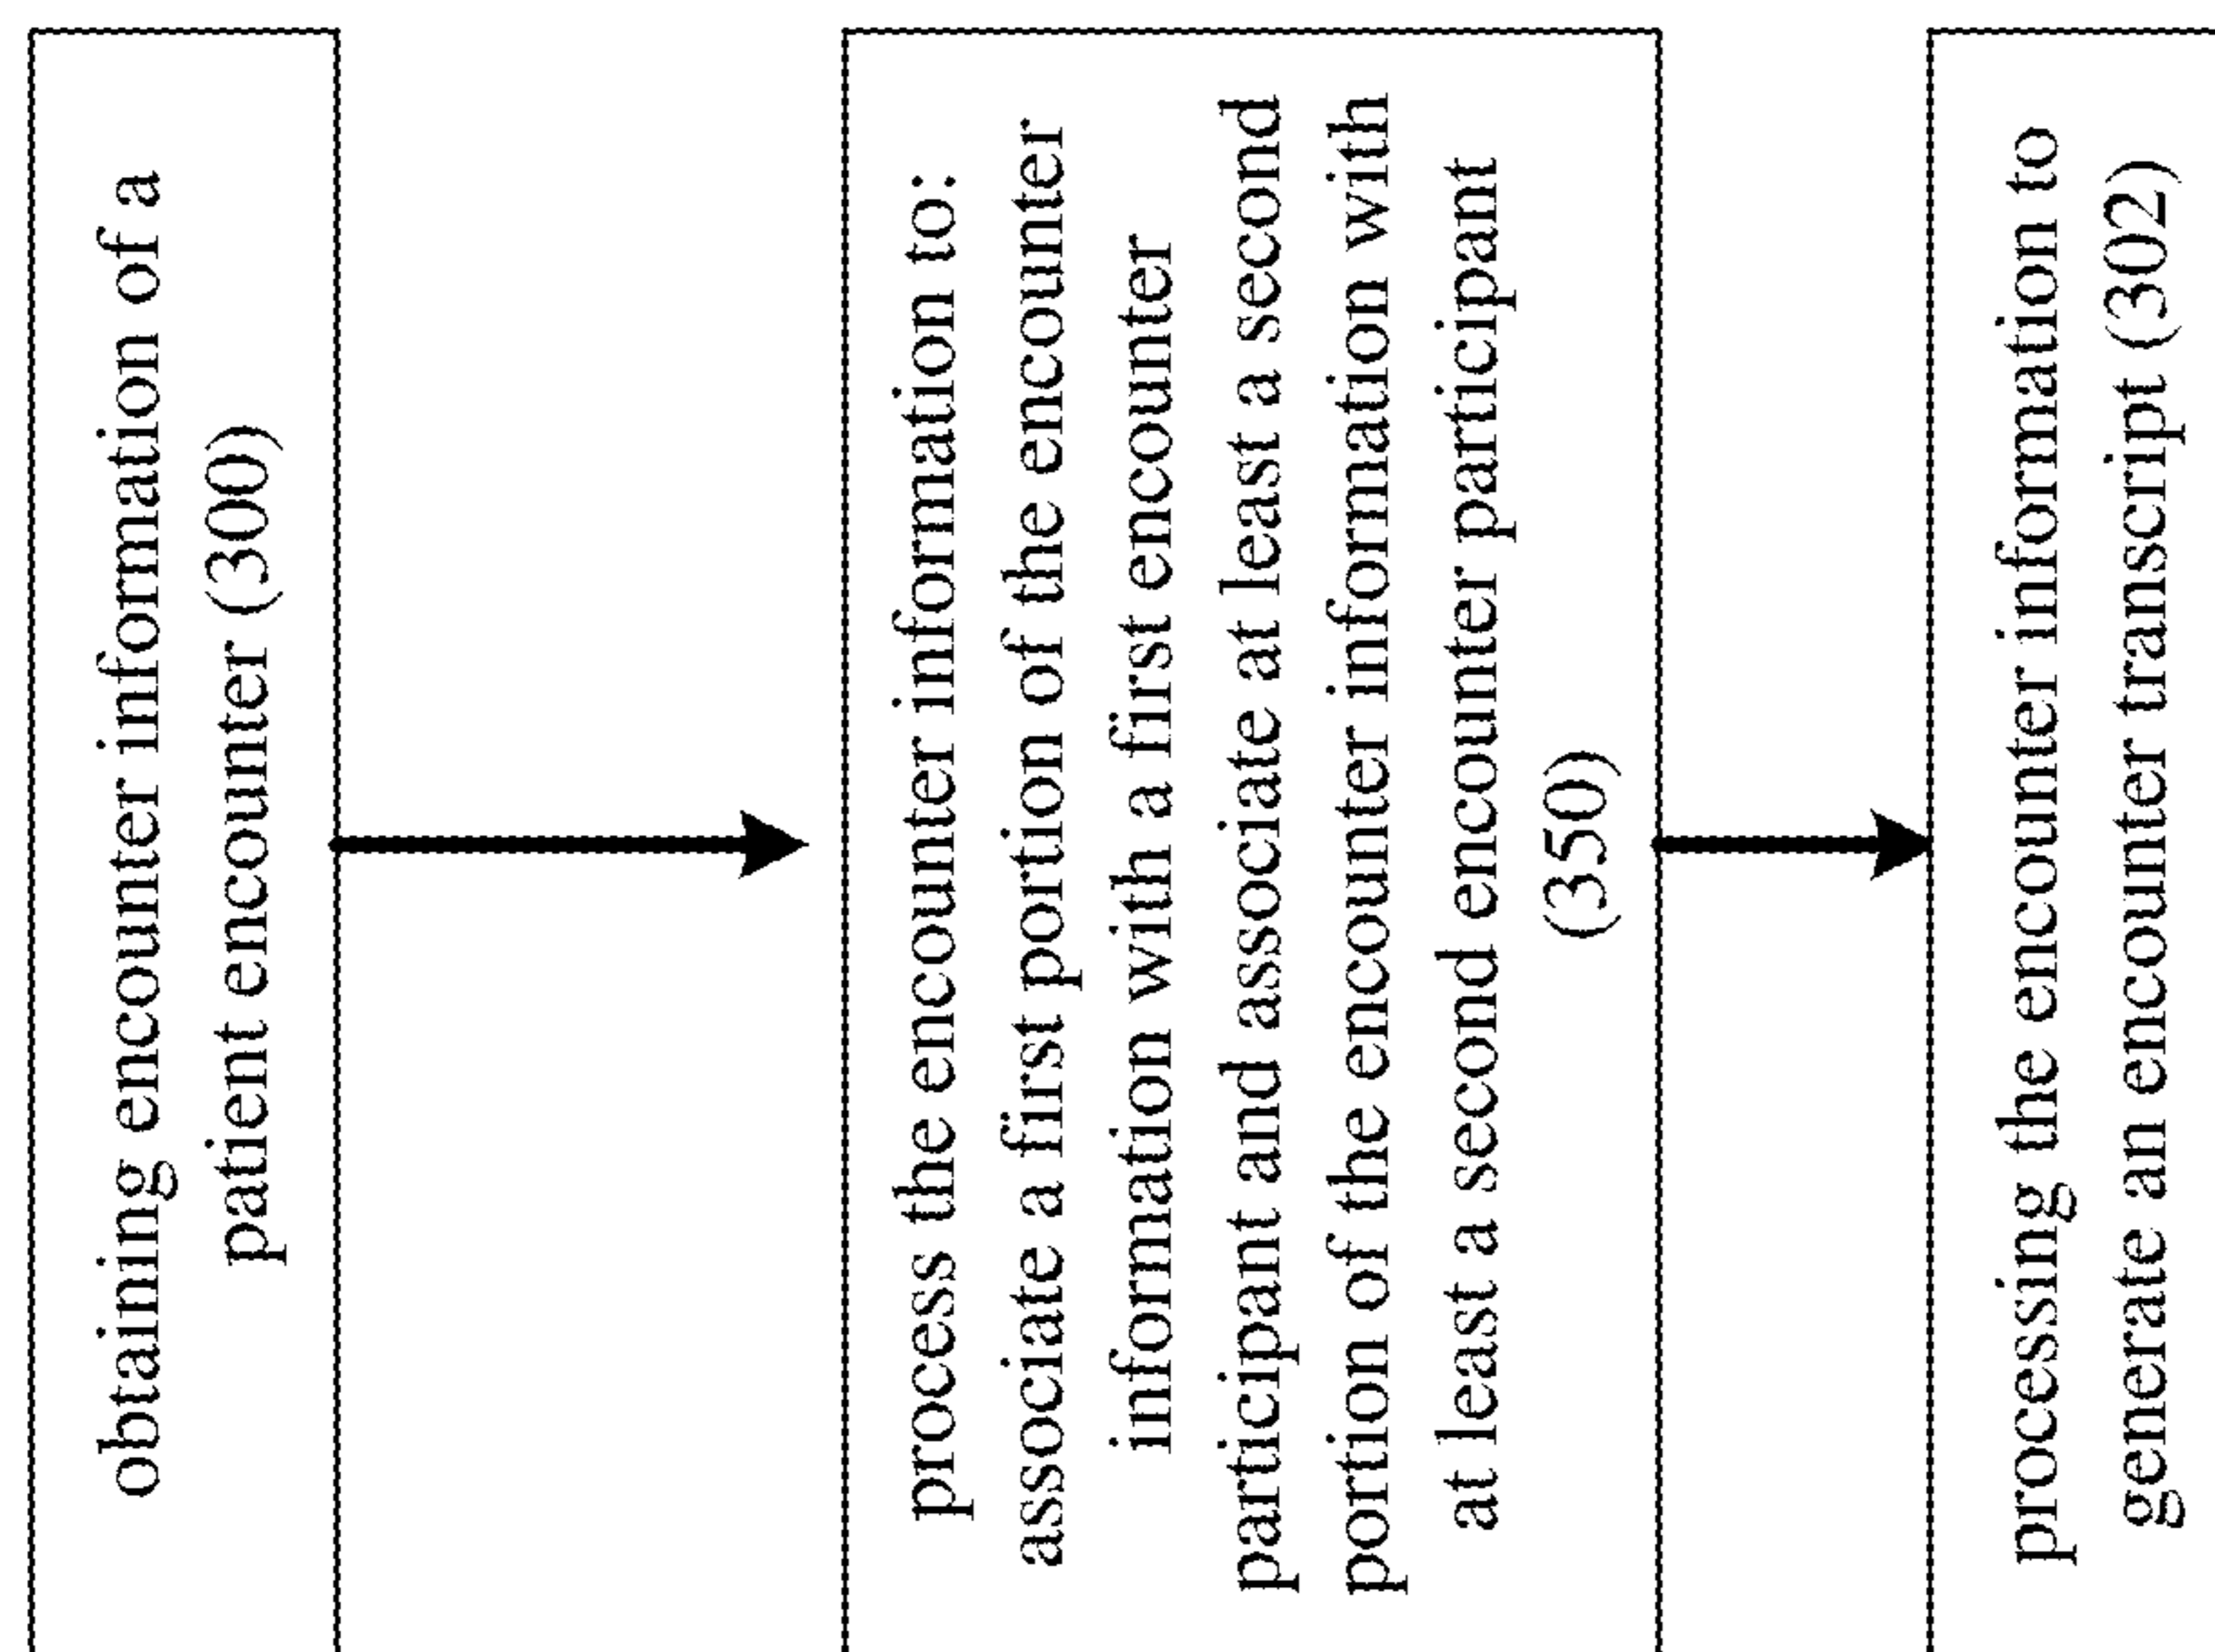 obtaining encounter information of a
patient encounter (300)
process the encounter information to:
associate a first portion of the encounter
information with a first encounter
participant and associate at least a second
portion of the encounter information with
at least a second encounter participant
(350)
processing the encounter information to
generate an encounter transcript (302)